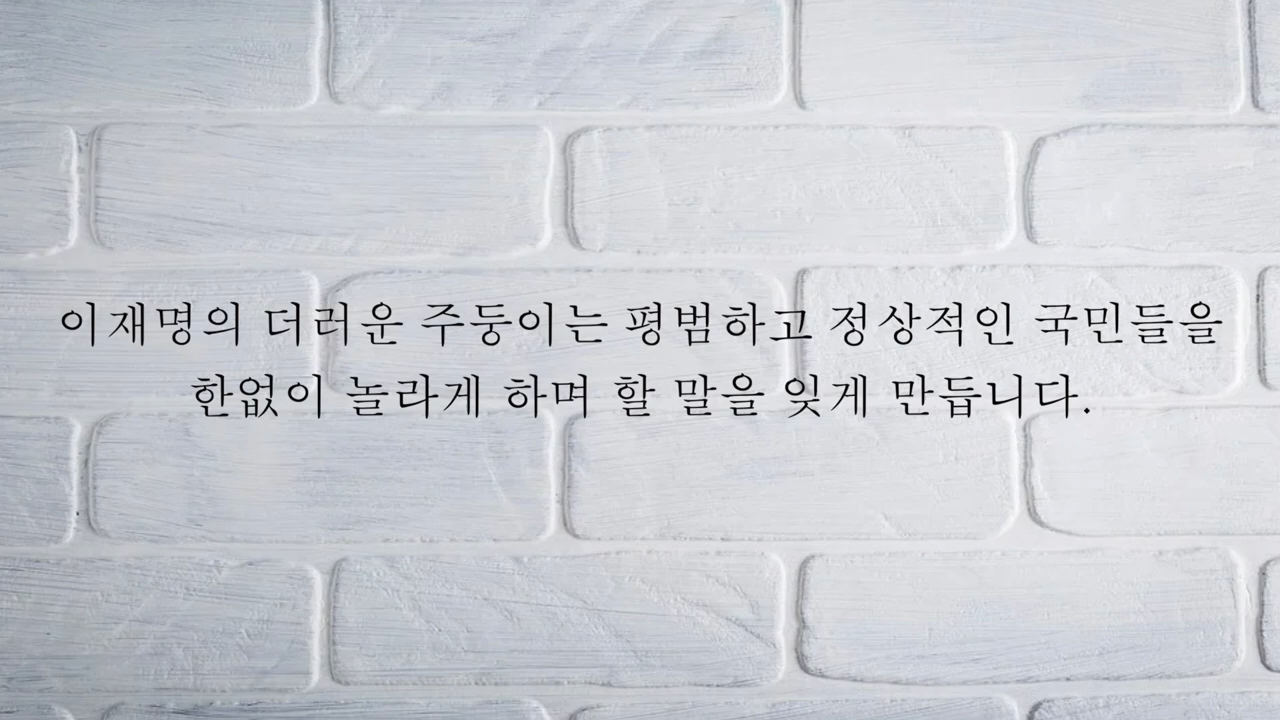 이재명의 더러운 주둥이는 평범하고 정상적인 국민들을
한없이 놀라게 하며 할 말을 잊게 만듭니다.